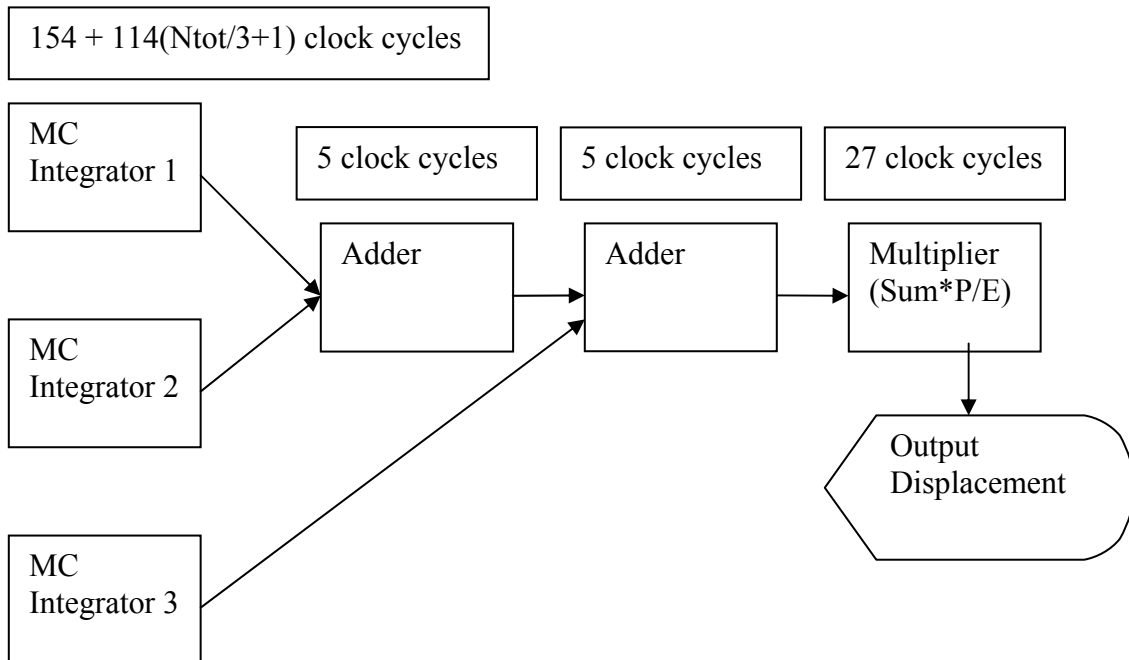 154 + 114(Ntot/3+1) clock cycles
MC
Integrator 1
5 clock cycles
5 clock cycles
27 clock cycles
Adder
Adder
Multiplier
(Sum*P/E)
MC
Integrator 2
Output
Displacement
MC
Integrator 3